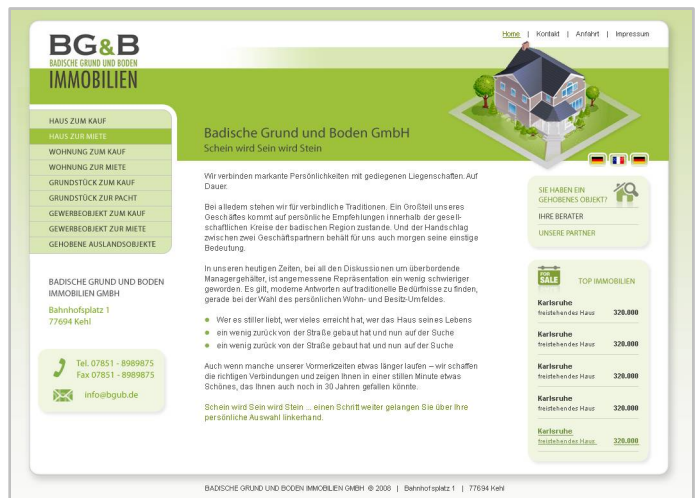 BG&B
BADISCHE GRUND UND BODEN
IMMOBILIEN
Home | Kontakt | Anfahrt | Impressum
HAUS ZUM KAUF
HAUS ZUR MIETE
WOHNUNG ZUM KAUF
WOHNUNG ZUR MIETE
GRUNDSTÜCK ZUM KAUF
GRUNDSTÜCK ZUR PACHT
GEWERBEOBJEKT ZUM KAUF
GEWERBEOBJEKT ZUR MIETE
GEHOBENE AUSLANDSOBJEKTE
BADISCHE GRUND UND BODEN
IMMOBILIEN GMBH
Bahnhofsplatz 1
77694 Kehl
Tel. 07851 - 8989875
Fax 07851 - 8989875
info@bgub.de
Badische Grund und Boden GmbH
Schein wird Sein wird Stein
Wir verbinden markante Persönlichkeiten mit gediegenen Liegenschaften. Auf
Dauer.
Bei alledem stehen wir für verbindliche Traditionen. Ein Großteil unseres
Geschäftes kommt auf persönliche Empfehlungen innerhalb der gesell-
schaftlichen Kreise der badischen Region zustande. Und der Handschlag
zwischen zwei Geschäftspartnern behält für uns auch morgen seine einstige
Bedeutung.
In unseren heutigen Zeiten, bei all den Diskussionen um überbordende
Managergehälter, ist angemessene Repräsentation ein wenig schwieriger
geworden. Es gilt, modern Antworten auf traditionelle Bedürfnisse zu finden,
gerade bei der Wahl des persönlichen Wohn- und Besitz-Umfeldes.
Wer es stiller liebt, wer vieles erreicht hat, wer das Haus seines Lebens
ein wenig zurück von der Straße gebaut hat und nun auf der Suche
ein wenig zurück von der Straße gebaut hat und nun auf der Suche
Auch wenn manche unserer Vormerkzeiten etwas länger laufen – wir schaffen
die richtigen Verbindungen und zeigen Ihnen in einer stillen Minute etwas
Schönes, das Ihnen auch noch in 30 Jahren gefallen könnte.
Schein wird Sein wird Stein ... einen Schritt weiter gelangen Sie über Ihre
persönliche Auswahl linkerhand.
SIE HABEN EIN
GEHOBENES OBJEKT?
IHRE BERATER
UNSERE PARTNER
FOR
SALE
TOP IMMOBILIEN
Karlsruhe
freistehendes Haus 320.000
Karlsruhe
freistehendes Haus 320.000
Karlsruhe
freistehendes Haus 320.000
Karlsruhe
freistehendes Haus 320.000
Karlsruhe
freistehendes Haus 320.000
BADISCHE GRUND UND BODEN IMMOBILIEN GMBH © 2008 | Bahnhofsplatz 1 | 77694 Kehl